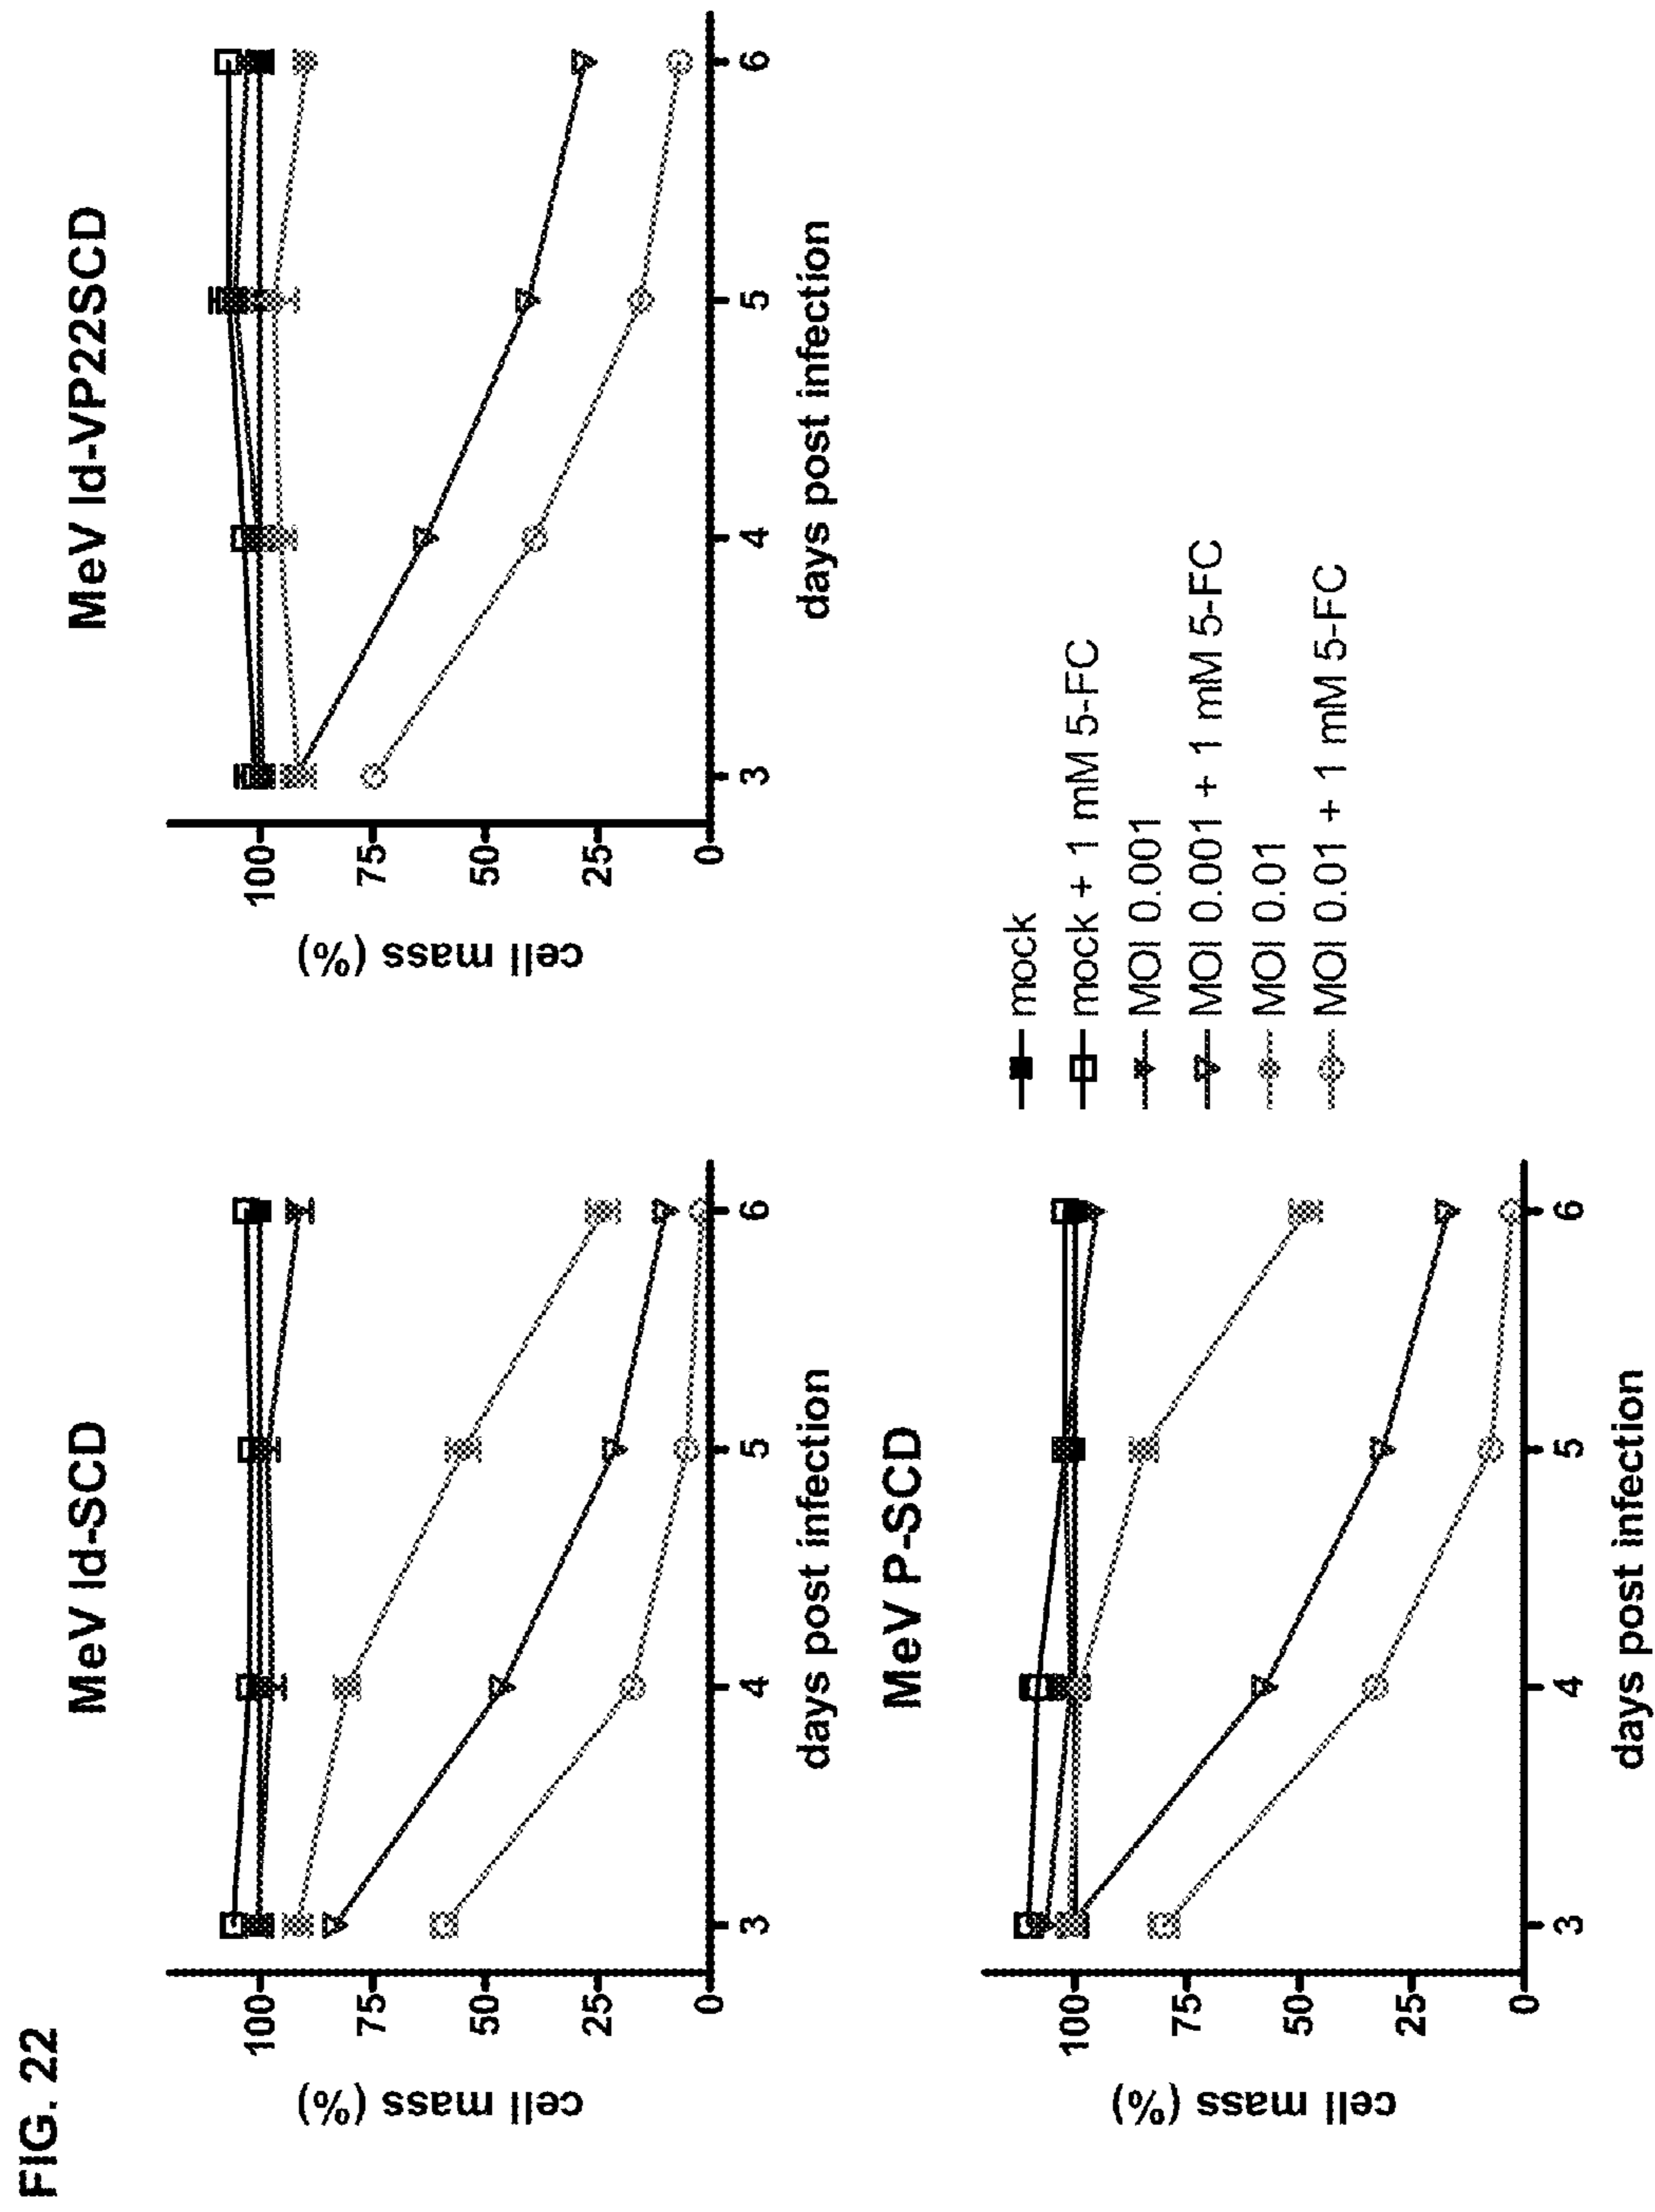 FIG. 22
MeV ld-SCD
cell mass (%)
100
75
50
25
0
3 4 5 6
days post infection
MeV ld-VP22SCD
cell mass (%)
100
75
50
25
0
3 4 5 6
days post infection
MeV P-SCD
cell mass (%)
100
75
50
25
0
3 4 5 6
days post infection
mock
mock + 1 mM 5-FC
MOI 0.001
MOI 0.001 + 1 mM 5-FC
MOI 0.01
MOI 0.01 + 1 mM 5-FC